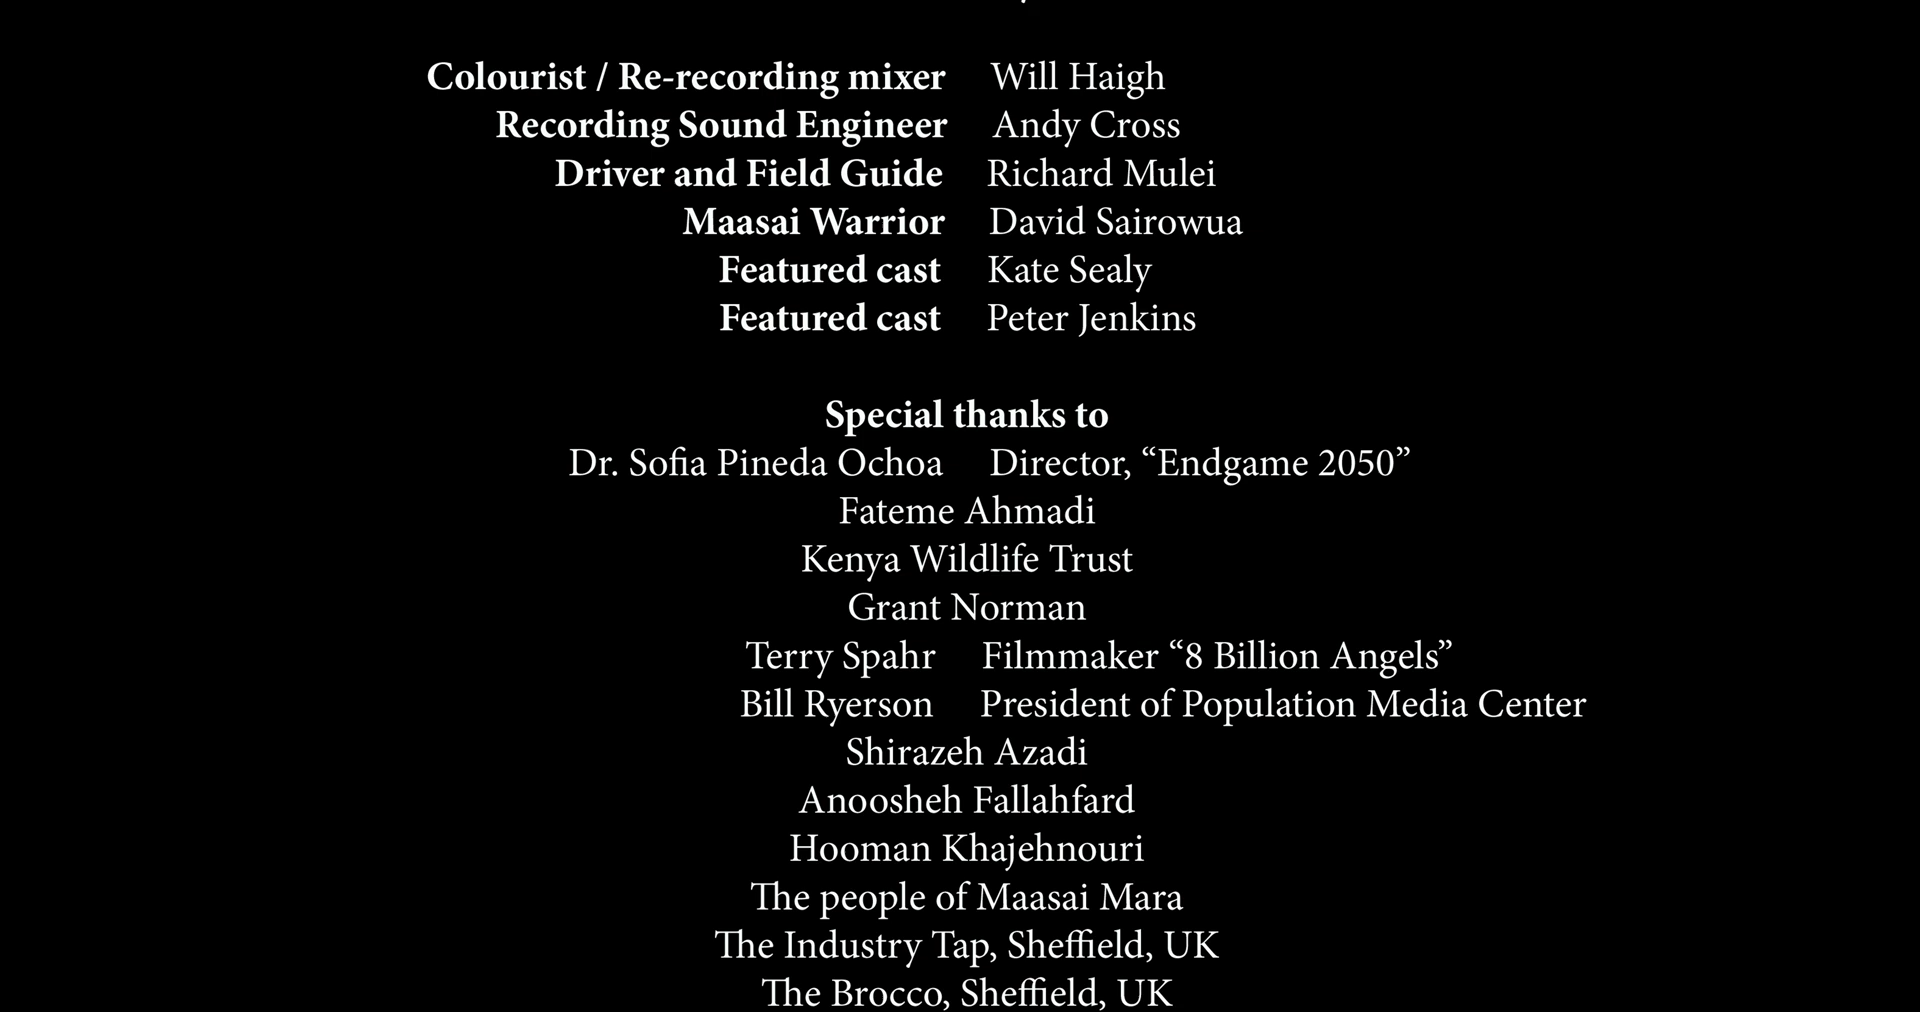 Colourist / Re-recording mixer Will Haigh
Recording Sound Engineer Andy Cross
Driver and Field Guide Richard Mulei
Maasai Warrior David Sairowua
Featured cast Kate Sealy
Featured cast Peter Jenkins
Special thanks to
Dr. Sofia Pineda Ochoa Director, “Endgame 2050”
Fateme Ahmadi
Kenya Wildlife Trust
Grant Norman
Terry Spahr Filmmaker “8 Billion Angels”
Bill Ryerson President of Population Media Center
Shirazeh Azadi
Anoosheh Fallahfard
Hooman Khajehnouri
The people of Maasai Mara
The Industry Tap, Sheffield, UK
The Brocco, Sheffield, UK